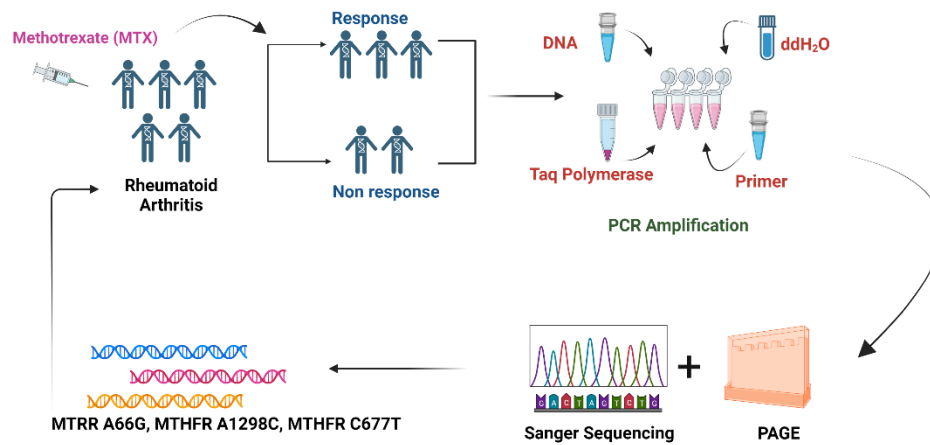 Methotrexate (MTX)
Response
Rheumatoid
Arthritis
Non response
DNA
ddH₂O
Taq Polymerase
Primer
PCR Amplification
G A C T A G T C T G
Sanger Sequencing
+
PAGE
MTRR A66G, MTHFR A1298C, MTHFR C677T